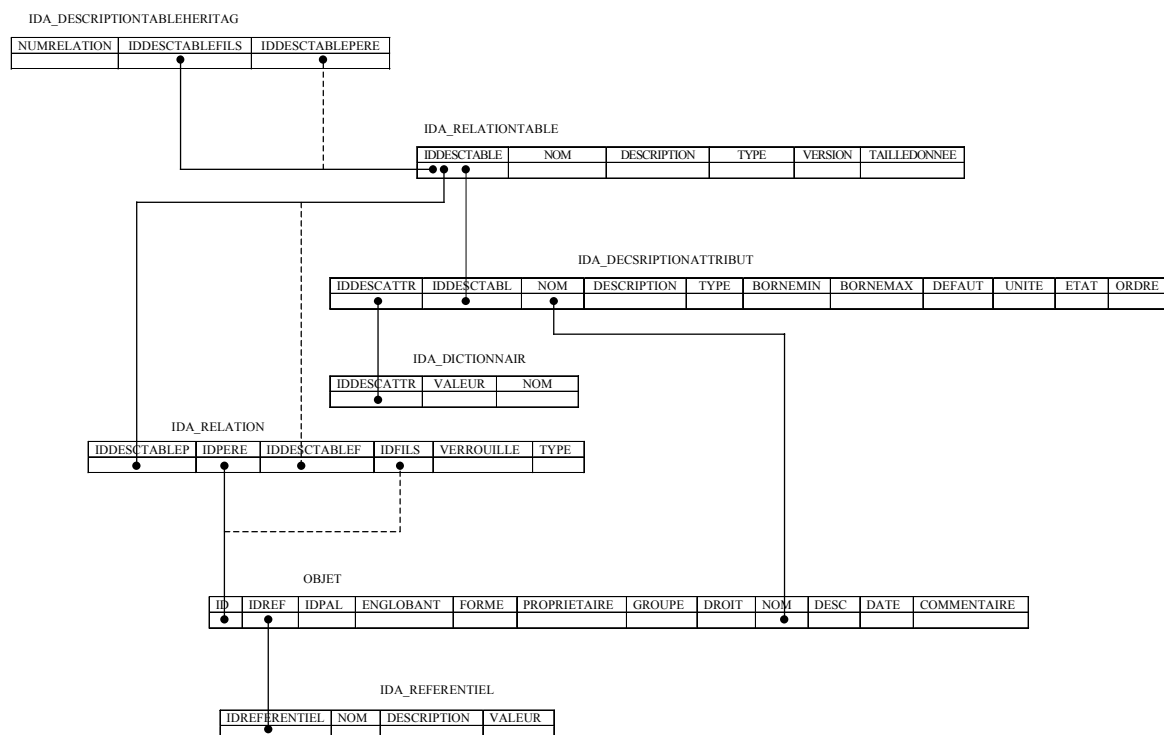 IDA_DESCRIPTIONTABLEHERITAG
NUMRELATION IDDESCTABLEFILS IDDESCTABLEPERE
IDA_RELATIONTABLE
IDDESCTABLE NOM DESCRIPTION TYPE VERSION TAILLEDONNEE
IDA_DECSRIPTIONATTRIBUT
IDDESCATTR IDDESCTABL NOM DESCRIPTION TYPE BORNEMIN BORNEMAX DEFAUT UNITE ETAT ORDRE
IDA_DICTIONNAIR
IDDESCATTR VALEUR NOM
IDA_RELATION
IDDESCTABLEP IDPERE IDDESCTABLEF IDFILS VERROUILLE TYPE
OBJET
ID IDREF IDPAL ENGLOBANT FORME PROPRIETAIRE GROUPE DROIT NOM DESC DATE COMMENTAIRE
IDA_REFERENTIEL
IDREFERENTIEL NOM DESCRIPTION VALEUR